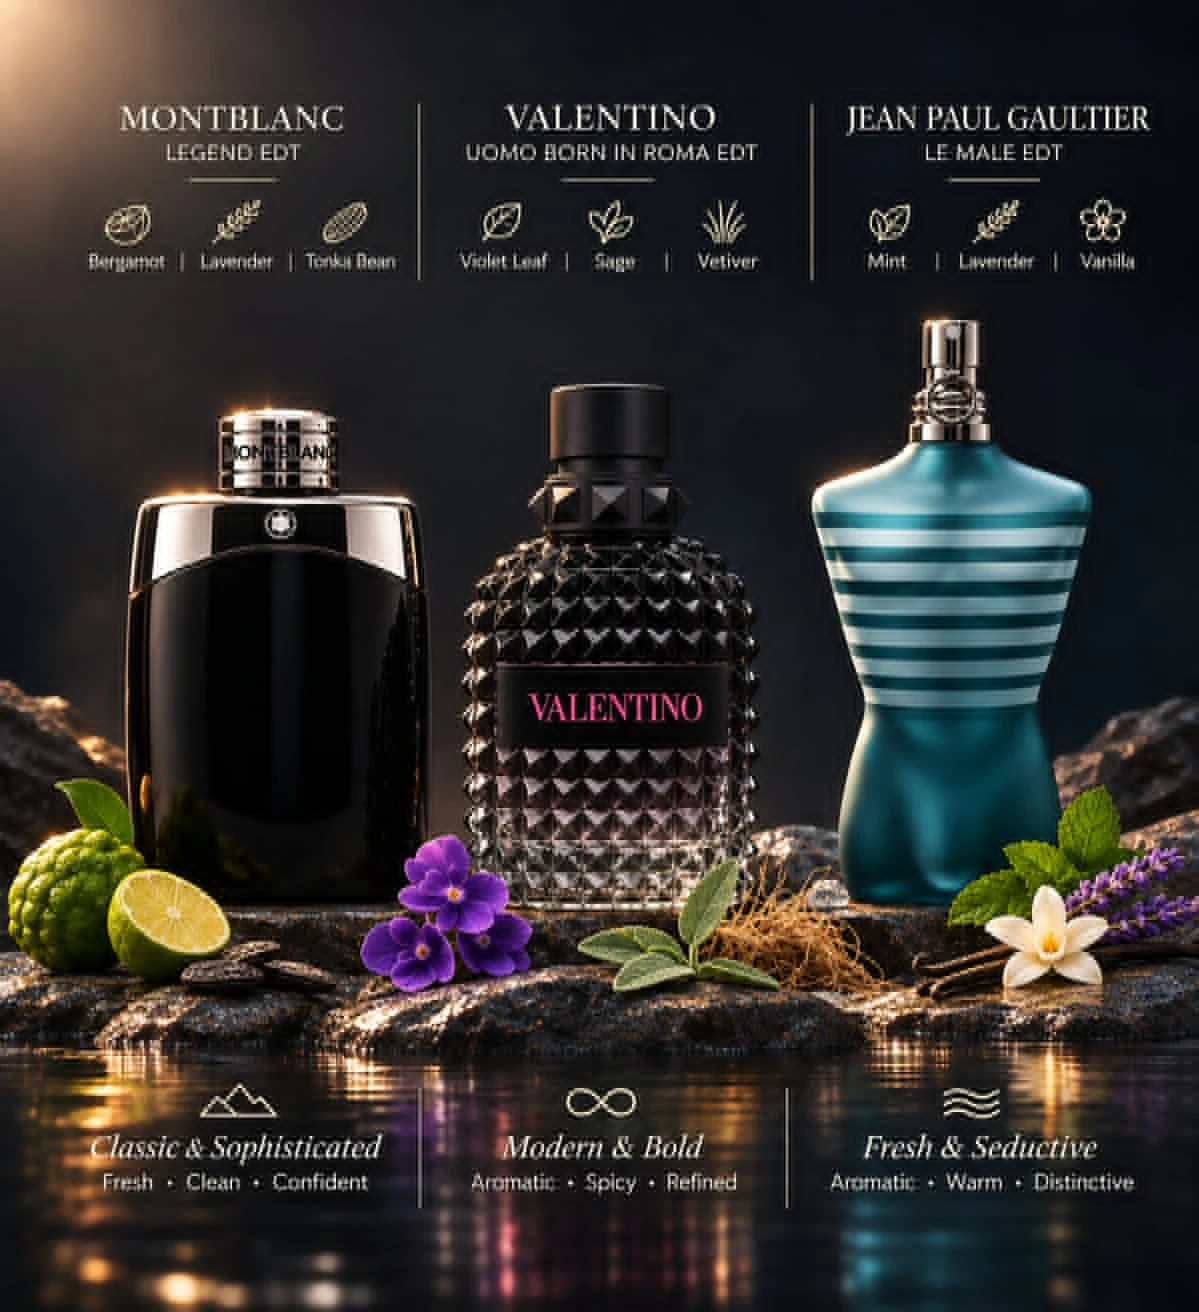 MONTBLANC
LEGEND EDT
Bergamot | Lavender | Tonka Bean
VALENTINO
UOMO BORN IN ROMA EDT
Violet Leaf | Sage | Vetiver
JEAN PAUL GAULTIER
LE MALE EDT
Mint | Lavender | Vanilla
MONTBLANC
VALENTINO
Classic & Sophisticated
Fresh • Clean • Confident
Modern & Bold
Aromatic • Spicy • Refined
Fresh & Seductive
Aromatic • Warm • Distinctive